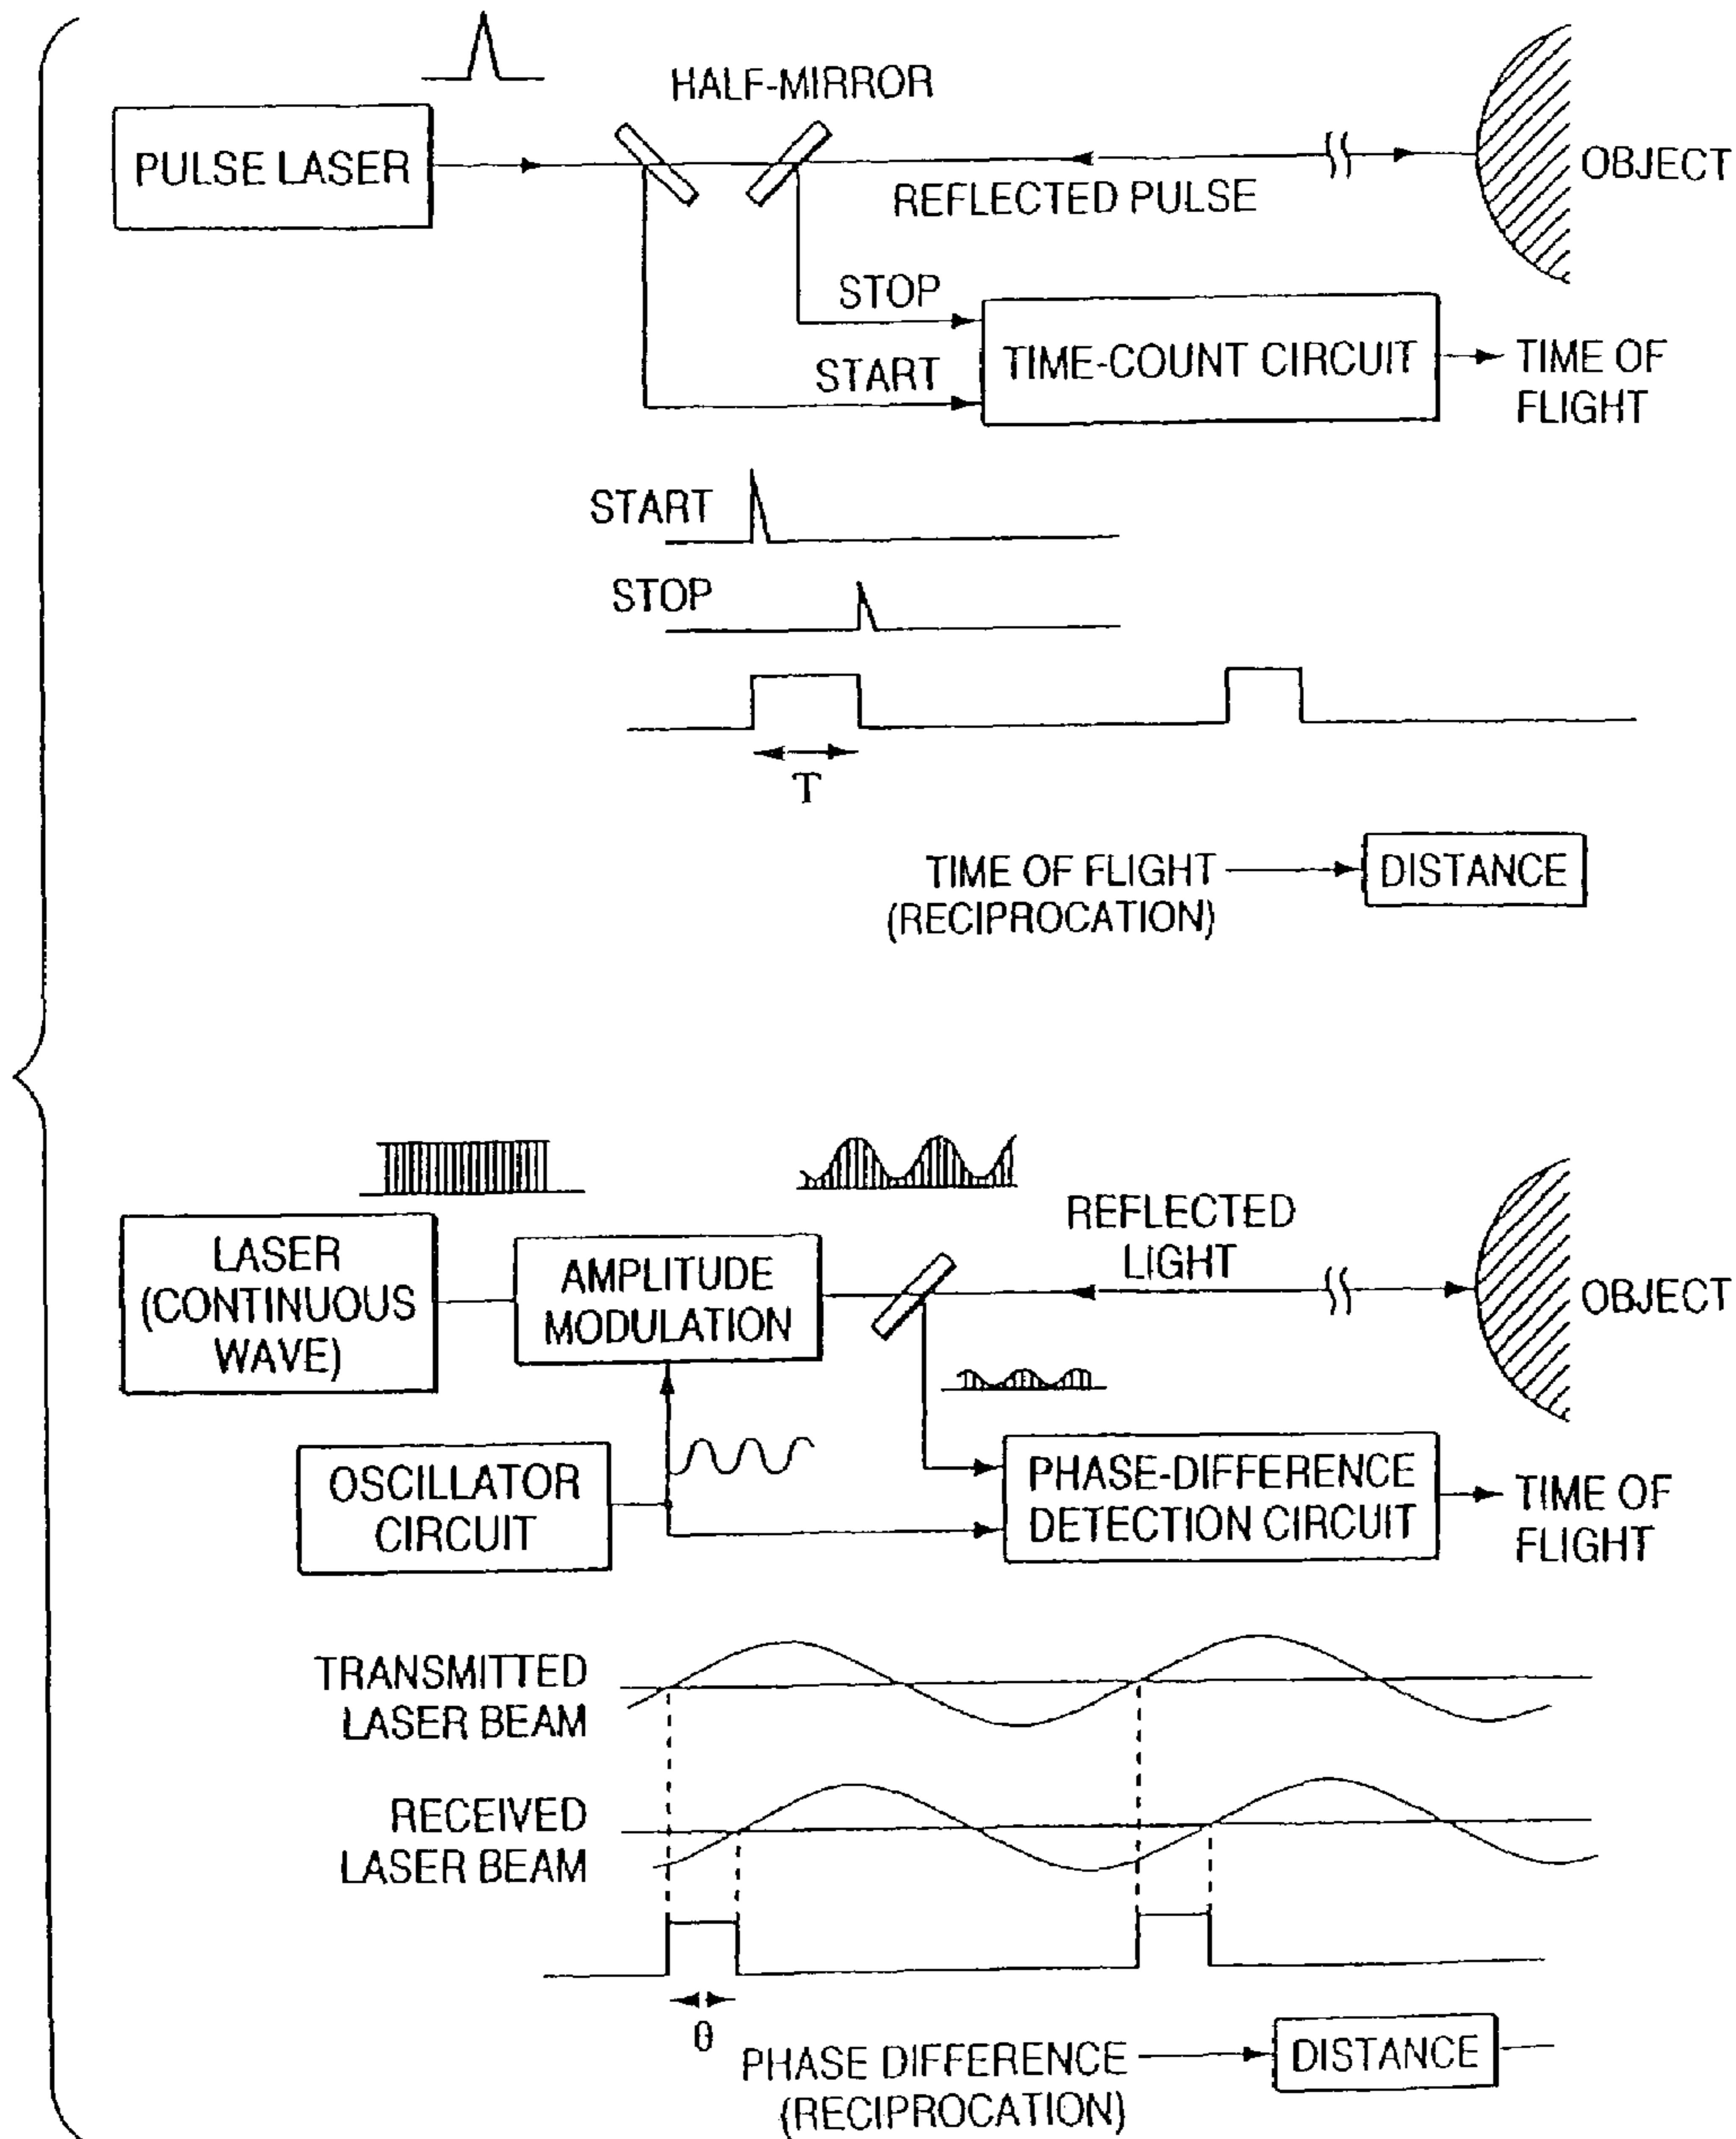 HALF-MIRROR
PULSE LASER
OBJECT
REFLECTED PULSE
STOP
START
TIME-COUNT CIRCUIT
TIME OF
FLIGHT
START
STOP
T
TIME OF FLIGHT
(RECIPROCATION)
DISTANCE
LASER
(CONTINUOUS
WAVE)
AMPLITUDE
MODULATION
REFLECTED
LIGHT
OBJECT
OSCILLATOR
CIRCUIT
PHASE-DIFFERENCE
DETECTION CIRCUIT
TIME OF
FLIGHT
TRANSMITTED
LASER BEAM
RECEIVED
LASER BEAM
θ
PHASE DIFFERENCE
(RECIPROCATION)
DISTANCE